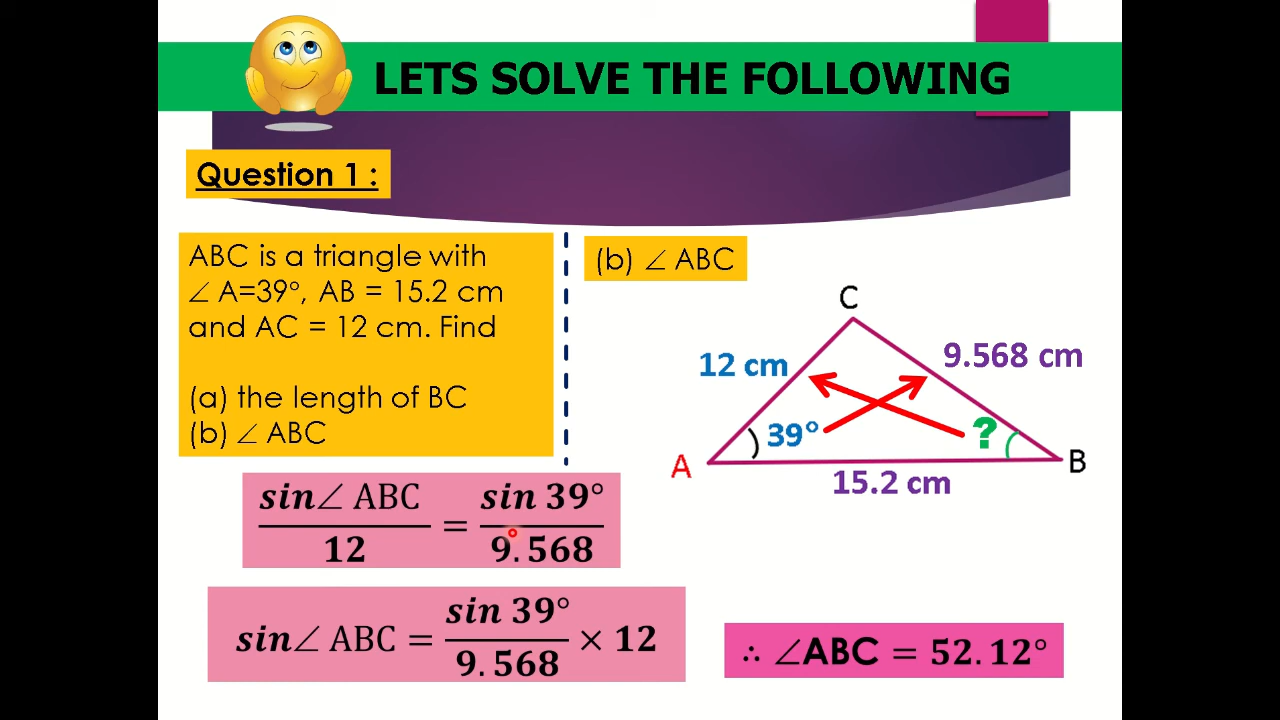 LETS SOLVE THE FOLLOWING
Question 1 :
ABC is a triangle with
∠ A=39°, AB = 15.2 cm
and AC = 12 cm. Find
(a) the length of BC
(b) ∠ ABC
(b) ∠ ABC
C
12 cm
9.568 cm
39°
?
A
B
15.2 cm
sin∠ ABC / 12 = sin 39° / 9.568
sin∠ ABC = sin 39° / 9.568 × 12
∴ ∠ABC = 52.12°